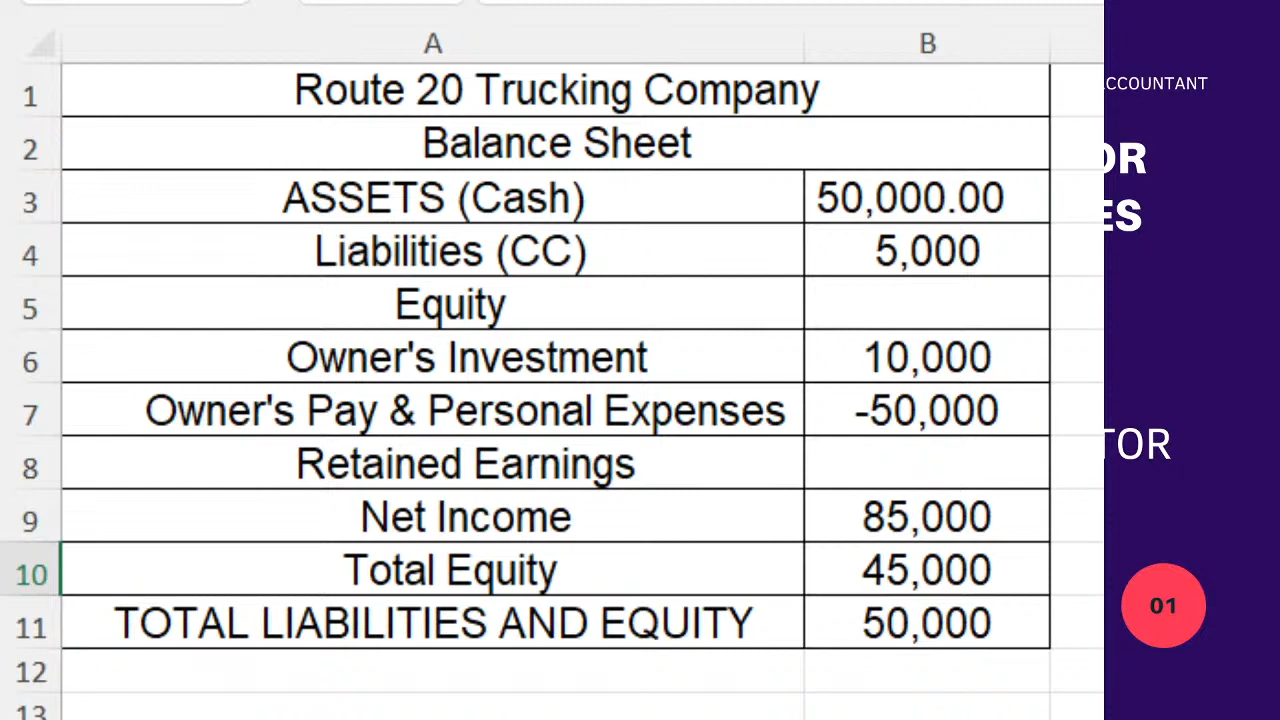 A B
1 Route 20 Trucking Company
2 Balance Sheet
3 ASSETS (Cash) 50,000.00
4 Liabilities (CC) 5,000
5 Equity
6 Owner's Investment 10,000
7 Owner's Pay & Personal Expenses -50,000
8 Retained Earnings
9 Net Income 85,000
10 Total Equity 45,000
11 TOTAL LIABILITIES AND EQUITY 50,000
12
13
CCOUNTANT
OR
ES
TOR
01